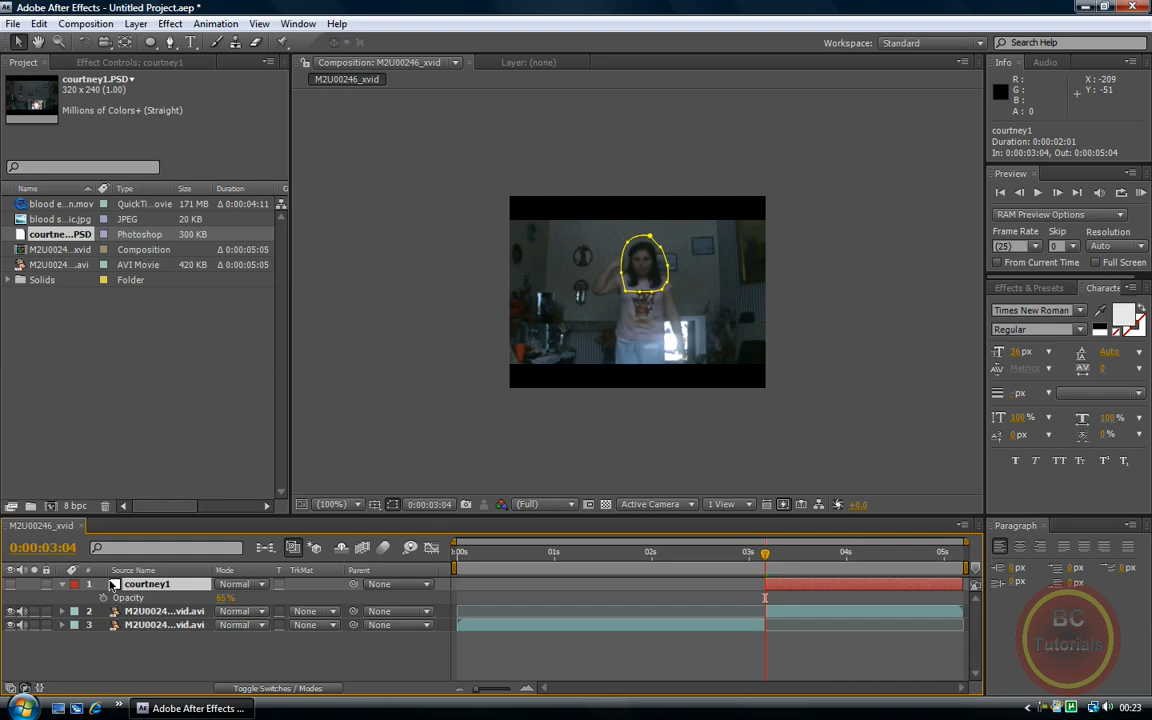 Adobe After Effects - Untitled Project.aep *
File Edit Composition Layer Effect Animation View Window Help
Workspace: Standard Search Help
Project Effect Controls: courtney1 Composition: M2U00246_xvid Layer: (none) Info Audio
M2U00246_xvid
courtney1.PSD
320 x 240 (1.00)
Millions of Colors+ (Straight)
R :
G :
B :
A : 0
X : -209
Y : -51
courtney1
Duration: 0:00:02:01
In: 0:00:03:04, Out: 0:00:05:04
Preview
RAM Preview Options
Frame Rate Skip Resolution
(25) 0 Auto
From Current Time Full Screen
Name Type Size Duration
blood e...n.mov QuickTi...ovie 171 MB Δ 0:00:04:11
blood s...ic.jpg JPEG 20 KB
courtne...PSD Photoshop 300 KB
M2U0024...xvid Composition Δ 0:00:05:05
M2U0024....avi AVI Movie 420 KB Δ 0:00:05:05
Solids Folder
Effects & Presets Characte
Times New Roman
Regular
36 px Auto
Metrics 0
- px
100 % 100 %
0 px 0 %
T T TT TT T¹ T₁
8 bpc
(100%) 0:00:03:04 (Full) Active Camera 1 View +0.0
M2U00246_xvid
0:00:03:04
:00s 01s 02s 03s 04s 05s
# Source Name Mode T TrkMat Parent
1 courtney1 Normal None
Opacity 65%
2 M2U0024...vid.avi Normal None None
3 M2U0024...vid.avi Normal None None
Toggle Switches / Modes
Paragraph
0 px 0 px 0 px
0 px 0 px
BC
Tutorials
Adobe After Effects - ...
00:23